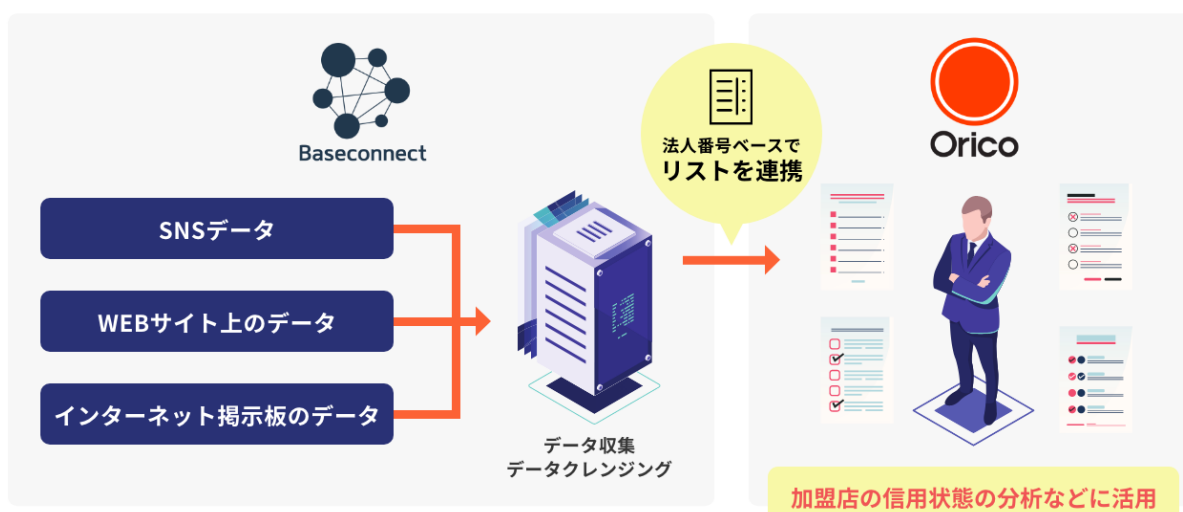 Baseconnect
SNSデータ
WEBサイト上のデータ
インターネット掲示板のデータ
データ収集
データクレンジング
法人番号ベースで
リストを連携
Orico
加盟店の信用状態の分析などに活用